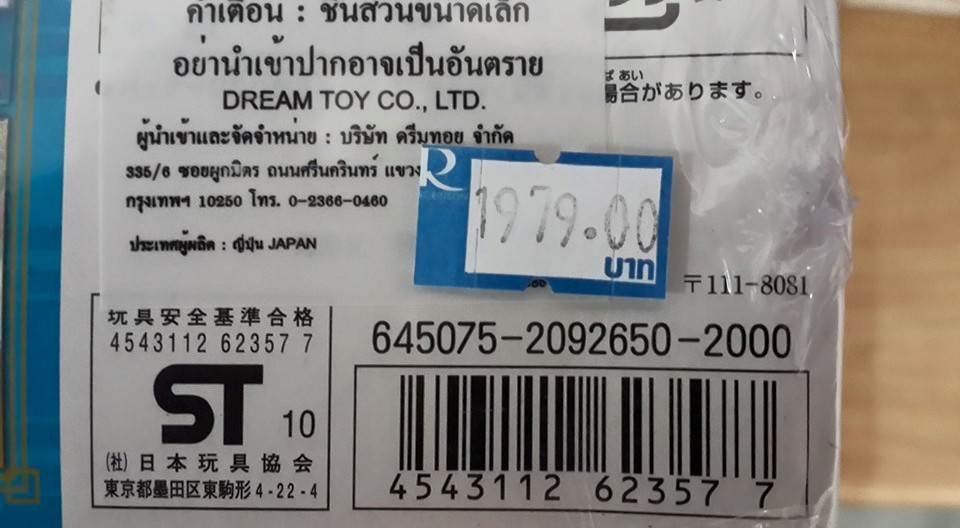 คำเตือน : ชิ้นส่วนขนาดเล็ก
อย่านำเข้าปากอาจเป็นอันตราย
DREAM TOY CO., LTD.
ผู้นำเข้าและจัดจำหน่าย : บริษัท ดรีมทอย จำกัด
335/6 ซอยผูกมิตร ถนนศรีนครินทร์ แขวง
กรุงเทพฯ 10250 โทร. 0-2366-0460
ประเทศผู้ผลิต : ญี่ปุ่น JAPAN
場合があります。
R
1979.00
บาท
〒111-8081
玩具安全基準合格
4543112 62357 7
ST 10
(社)日本玩具協会
東京都墨田区東駒形4-22-4
645075-2092650-2000
4543112 62357 7